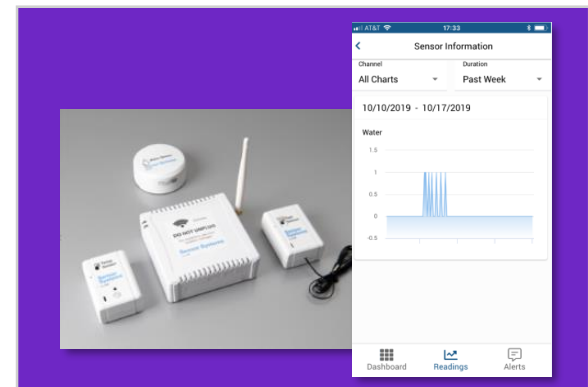 DO NOT UNPLUG
Sensor Systems
AT&T
17:33
Sensor Information
Channel
Duration
All Charts
Past Week
10/10/2019 - 10/17/2019
Water
1.5
1
0.5
0
-0.5
Dashboard
Readings
Alerts